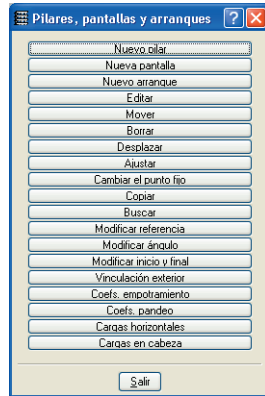 Pilares, pantallas y arranques
Nuevo pilar
Nueva pantalla
Nuevo arranque
Editar
Mover
Borrar
Desplazar
Ajustar
Cambiar el punto fijo
Copiar
Buscar
Modificar referencia
Modificar ángulo
Modificar inicio y final
Vinculación exterior
Coefs. empotramiento
Coefs. pandeo
Cargas horizontales
Cargas en cabeza
Salir